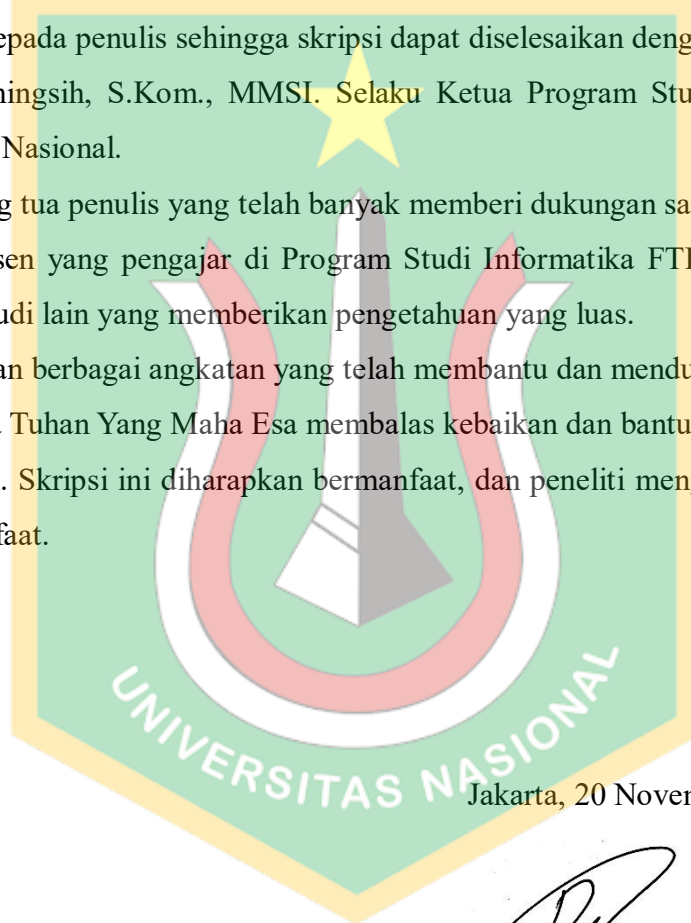 epada penulis sehingga skripsi dapat diselesaikan deng
ningsih, S.Kom., MMSI. Selaku Ketua Program Stu
Nasional.
g tua penulis yang telah banyak memberi dukungan sa
sen yang pengajar di Program Studi Informatika FTI
udi lain yang memberikan pengetahuan yang luas.
an berbagai angkatan yang telah membantu dan mendu
Tuhan Yang Maha Esa membalas kebaikan dan bantu
. Skripsi ini diharapkan bermanfaat, dan peneliti men
faat.
UNIVERSITAS NASIONAL
Jakarta, 20 Novem